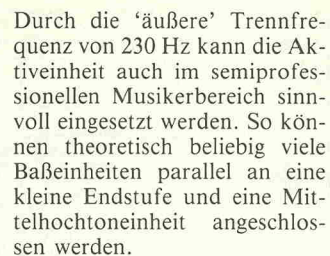 Durch die 'äußere' Trennfre-
quenz von 230 Hz kann die Ak-
tiveinheit auch im semiprofes-
sionellen Musikerbereich sinn-
voll eingesetzt werden. So kön-
nen theoretisch beliebig viele
Baßeinheiten parallel an eine
kleine Endstufe und eine Mit-
telhochtoneinheit angeschlos-
sen werden.